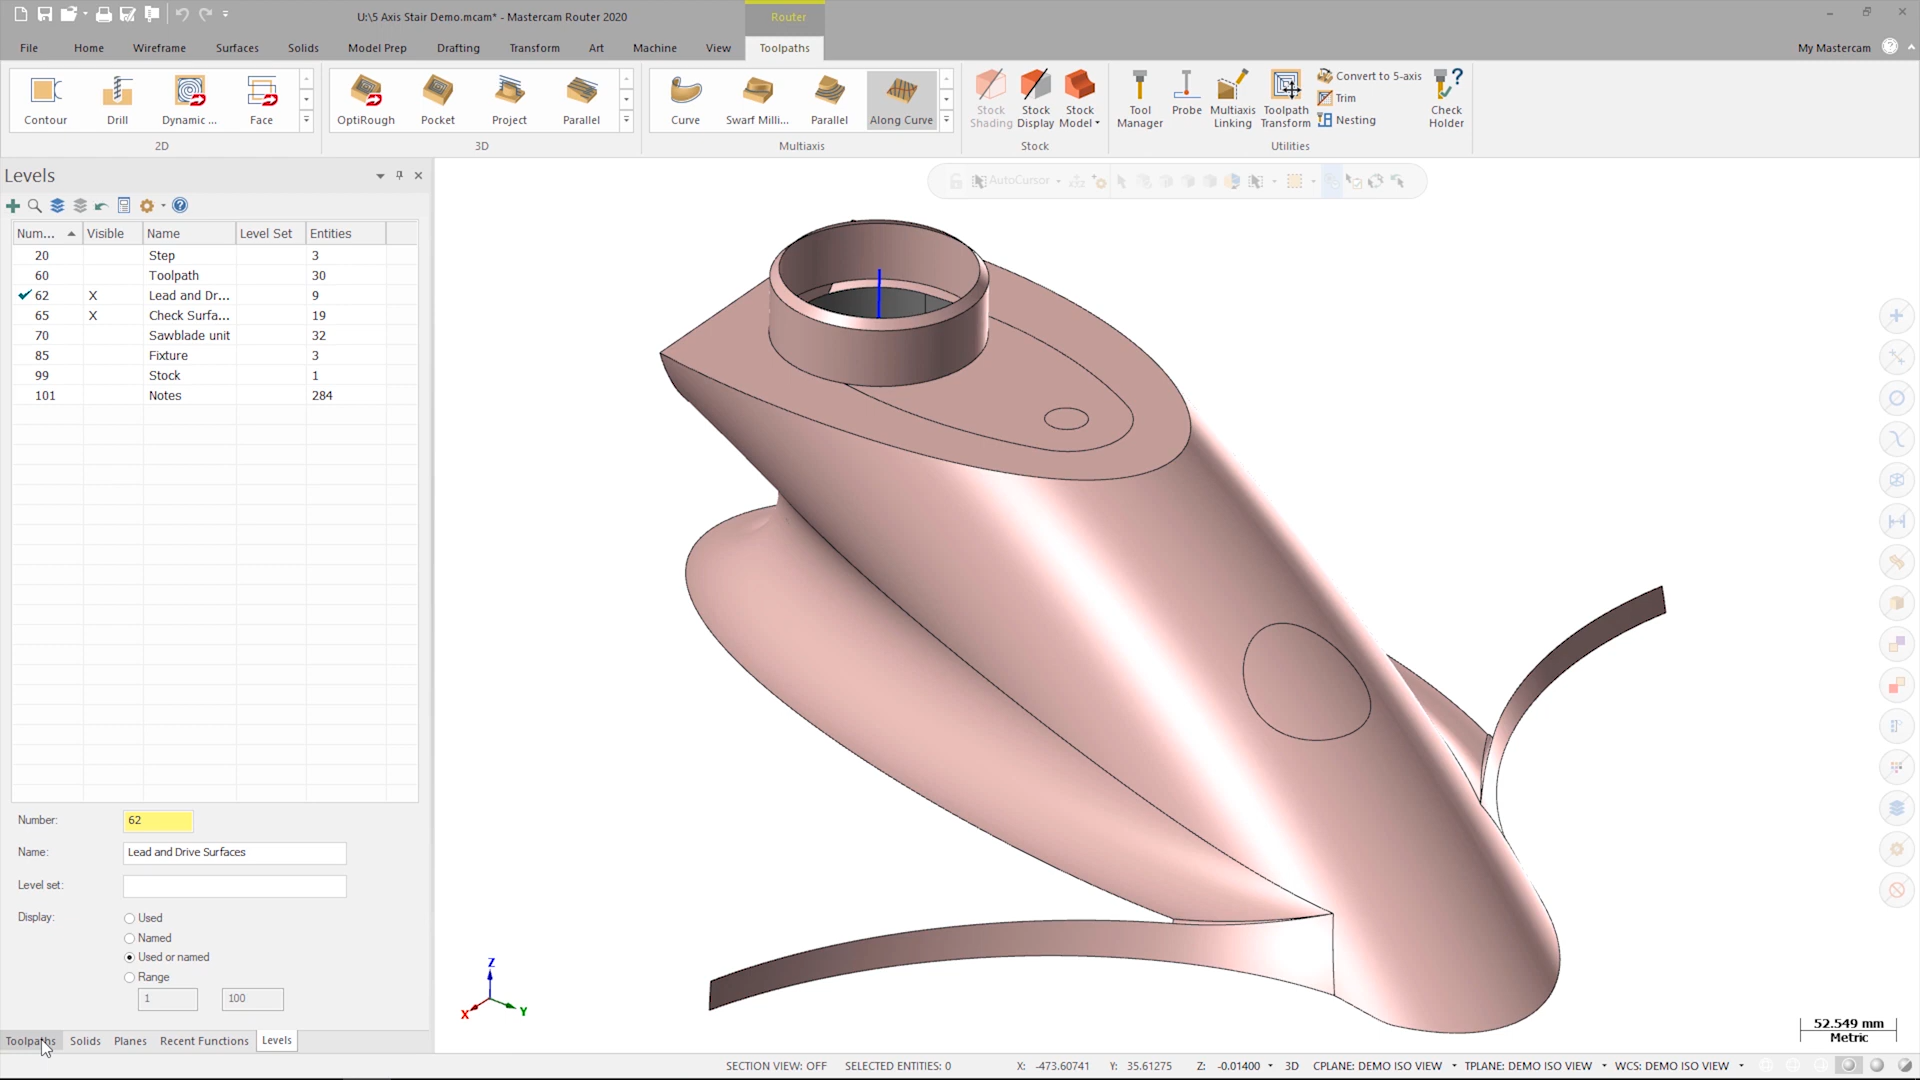 U:\5 Axis Stair Demo.mcam* - Mastercam Router 2020
Router
File Home Wireframe Surfaces Solids Model Prep Drafting Transform Art Machine View Toolpaths My Mastercam
Contour Drill Dynamic ... Face
2D
OptiRough Pocket Project Parallel
3D
Curve Swarf Milli... Parallel Along Curve
Multiaxis
Stock Shading
Stock Display
Stock Model
Stock
Tool Manager
Probe
Multiaxis Linking
Toolpath Transform
Convert to 5-axis
Trim
Nesting
Check Holder
Utilities
Levels
AutoCursor
Num... Visible Name Level Set Entities
20 Step 3
60 Toolpath 30
62 X Lead and Dr... 9
65 X Check Surfa... 19
70 Sawblade unit 32
85 Fixture 3
99 Stock 1
101 Notes 284
Number: 62
Name: Lead and Drive Surfaces
Level set:
Display: Used
Named
Used or named
Range
1 100
Z
X Y
52.549 mm
Metric
Toolpaths Solids Planes Recent Functions Levels
SECTION VIEW: OFF SELECTED ENTITIES: 0 X: -473.60741 Y: 35.61275 Z: -0.01400 3D CPLANE: DEMO ISO VIEW TPLANE: DEMO ISO VIEW WCS: DEMO ISO VIEW